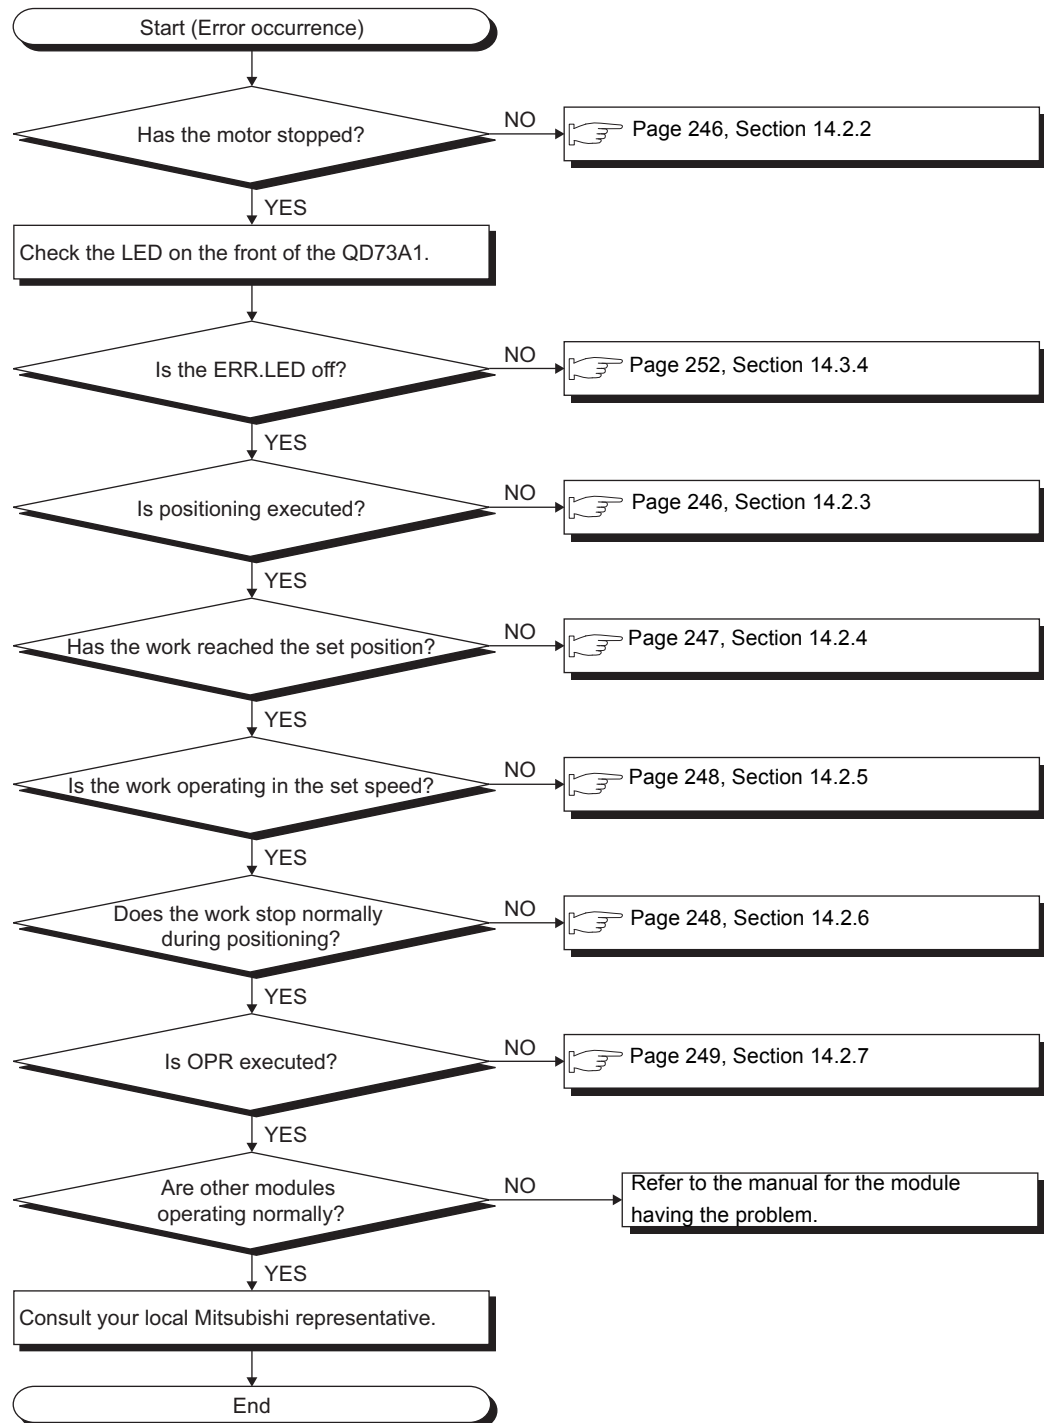 Start (Error occurrence)
Has the motor stopped?
NO
Page 246, Section 14.2.2
YES
Check the LED on the front of the QD73A1.
Is the ERR.LED off?
NO
Page 252, Section 14.3.4
YES
Is positioning executed?
NO
Page 246, Section 14.2.3
YES
Has the work reached the set position?
NO
Page 247, Section 14.2.4
YES
Is the work operating in the set speed?
NO
Page 248, Section 14.2.5
YES
Does the work stop normally
during positioning?
NO
Page 248, Section 14.2.6
YES
Is OPR executed?
NO
Page 249, Section 14.2.7
YES
Are other modules
operating normally?
NO
Refer to the manual for the module
having the problem.
YES
Consult your local Mitsubishi representative.
End